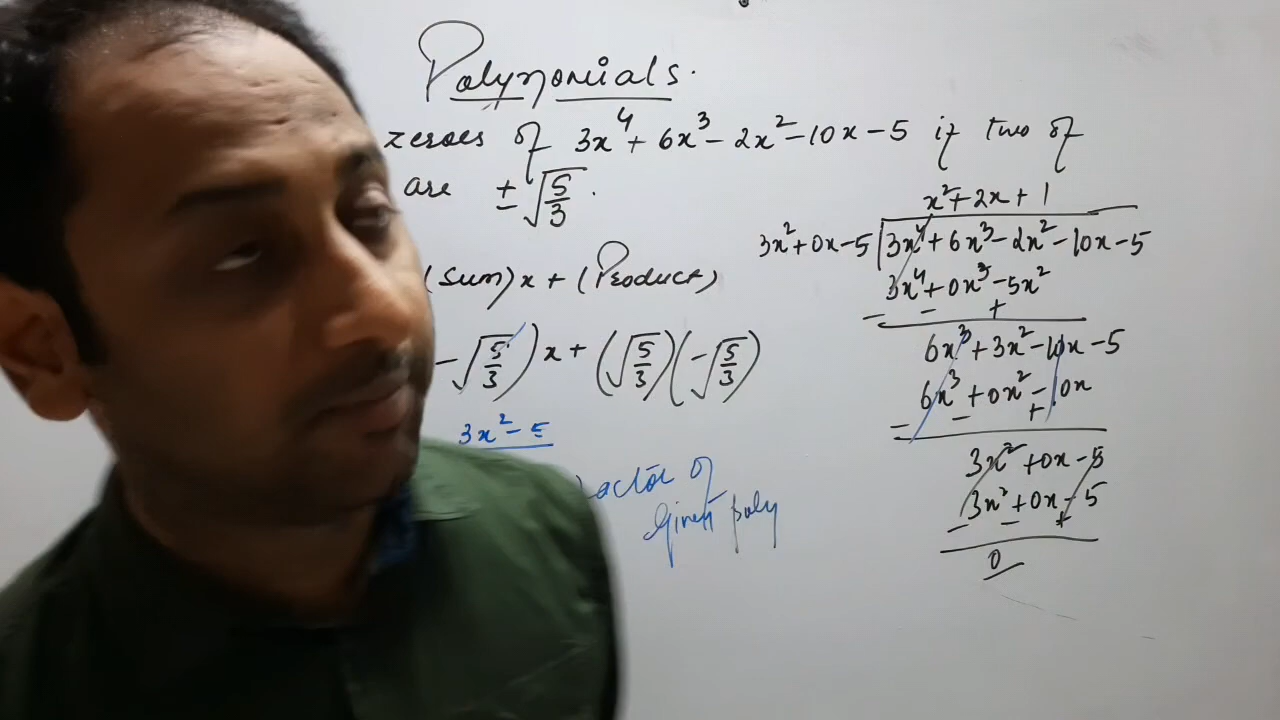 Polynomials.
zeroes of 3x⁴ + 6x³ - 2x² - 10x - 5 if two of
are ± √(5/3) .
x² + 2x + 1
3x² + 0x - 5 | 3x⁴ + 6x³ - 2x² - 10x - 5
3x⁴ + 0x³ - 5x²
- - +
6x³ + 3x² - 10x - 5
6x³ + 0x² - 10x
- - +
3x² + 0x - 5
3x² + 0x - 5
- - +
0
(Sum)x + (Product)
- √(5/3) ) x + (√(5/3)) (-√(5/3))
3x² - 5
actor of
Given poly